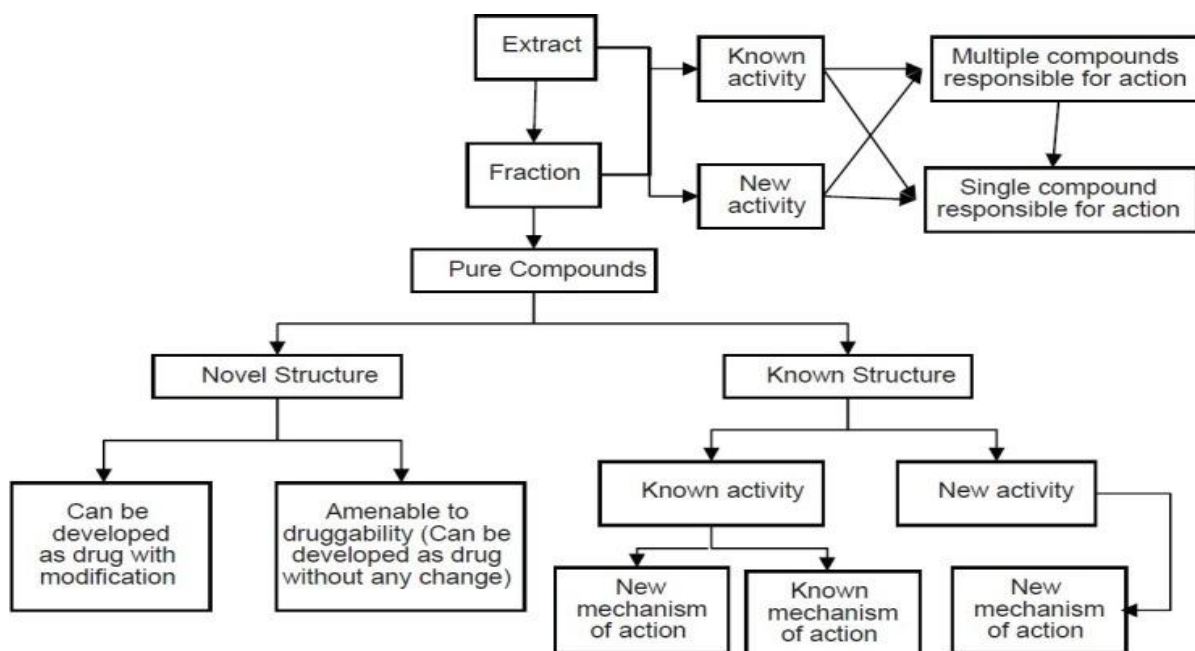 Extract
Known
activity
Multiple compounds
responsible for action
Fraction
New
activity
Single compound
responsible for action
Pure Compounds
Novel Structure
Known Structure
Can be
developed
as drug with
modification
Amenable to
druggability (Can be
developed as drug
without any change)
Known activity
New activity
New
mechanism
of action
Known
mechanism
of action
New
mechanism
of action